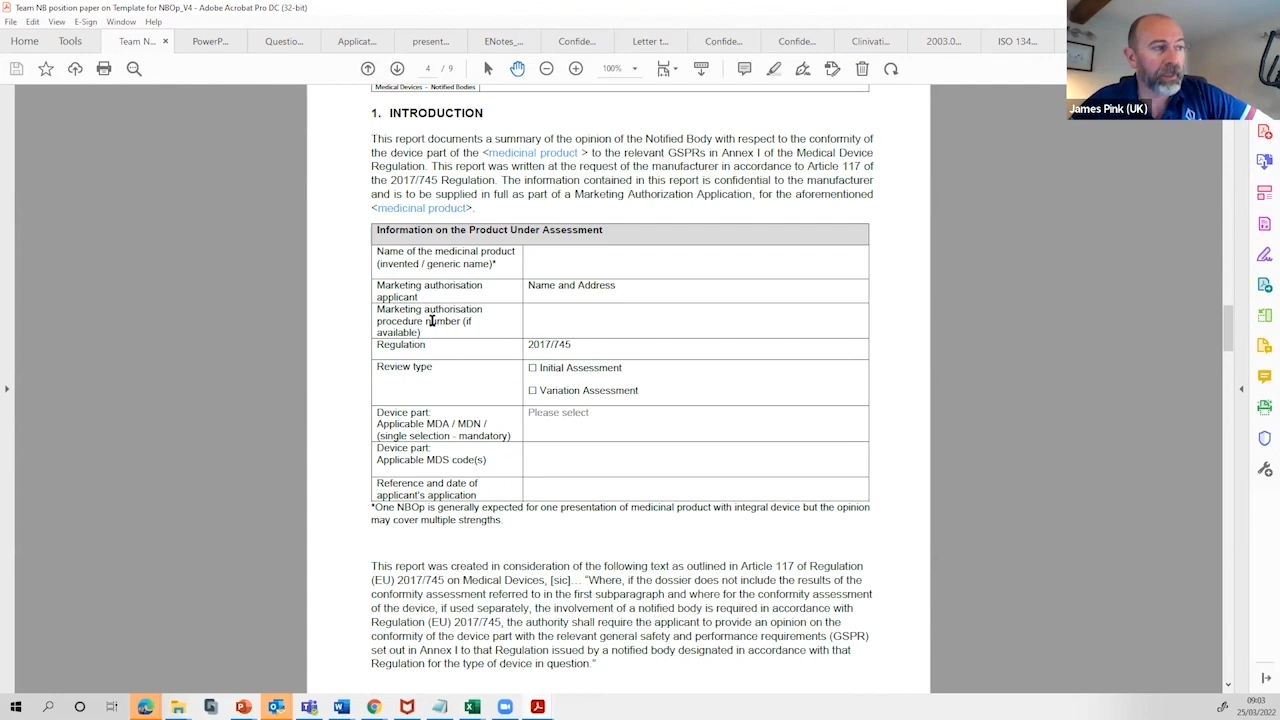 Team NB position paper on Template for NBOp_V4 - Adobe Acrobat Pro DC (32-bit)
File Edit View E-Sign Window Help
Home Tools Team N... × PowerP... Questio... Applicat... present... ENotes_... Confide... Letter t... Confide... Confide... Clinivati... 2003.0... ISO 134...
4 / 9 100%
James Pink (UK)
Medical Devices - Notified Bodies
1. INTRODUCTION
This report documents a summary of the opinion of the Notified Body with respect to the conformity of
the device part of the <medicinal product > to the relevant GSPRs in Annex I of the Medical Device
Regulation. This report was written at the request of the manufacturer in accordance to Article 117 of
the 2017/745 Regulation. The information contained in this report is confidential to the manufacturer
and is to be supplied in full as part of a Marketing Authorization Application, for the aforementioned
<medicinal product>.
Information on the Product Under Assessment
Name of the medicinal product
(invented / generic name)*
Marketing authorisation
applicant
Name and Address
Marketing authorisation
procedure number (if
available)
Regulation
2017/745
Review type
☐ Initial Assessment
☐ Variation Assessment
Device part:
Applicable MDA / MDN /
(single selection - mandatory)
Please select
Device part:
Applicable MDS code(s)
Reference and date of
applicant's application
*One NBOp is generally expected for one presentation of medicinal product with integral device but the opinion
may cover multiple strengths.
This report was created in consideration of the following text as outlined in Article 117 of Regulation
(EU) 2017/745 on Medical Devices, [sic]... “Where, if the dossier does not include the results of the
conformity assessment referred to in the first subparagraph and where for the conformity assessment
of the device, if used separately, the involvement of a notified body is required in accordance with
Regulation (EU) 2017/745, the authority shall require the applicant to provide an opinion on the
conformity of the device part with the relevant general safety and performance requirements (GSPR)
set out in Annex I to that Regulation issued by a notified body designated in accordance with that
Regulation for the type of device in question.”
09:03
25/03/2022